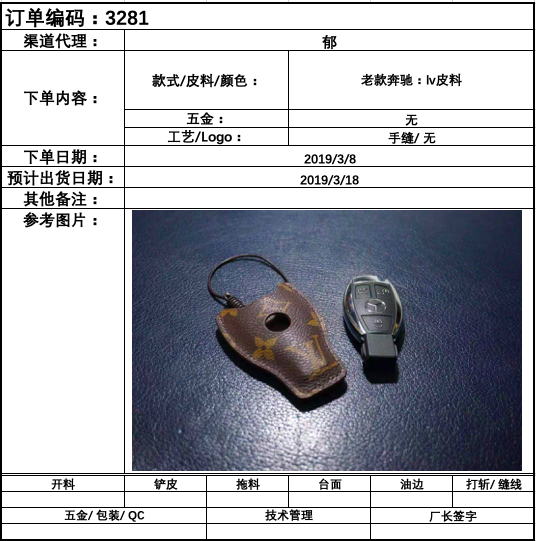 订单编码：3281
渠道代理： 郁
下单内容： 款式/皮料/颜色： 老款奔驰：lv皮料
五金： 无
工艺/Logo： 手缝/ 无
下单日期： 2019/3/8
预计出货日期： 2019/3/18
其他备注：
参考图片：
开料 铲皮 拖料 台面 油边 打斩/ 缝线
五金/ 包装/ QC 技术管理 厂长签字